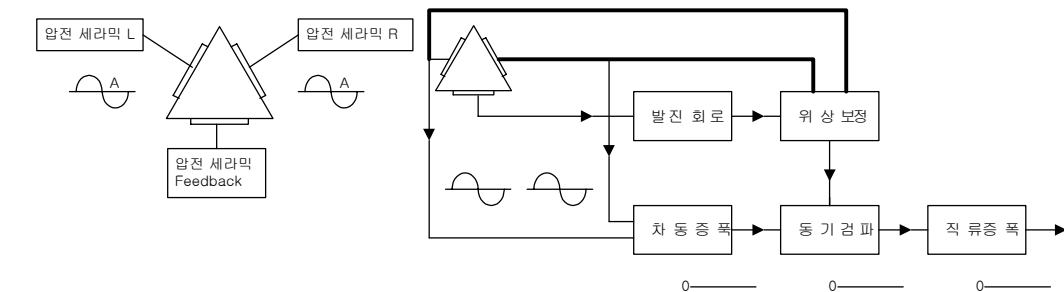 압전 세라믹 L
압전 세라믹 R
A
A
압전 세라믹
Feedback
발진 회로
위 상 보정
차 동 증 폭
동 기 검 파
직 류증 폭
0
0
0